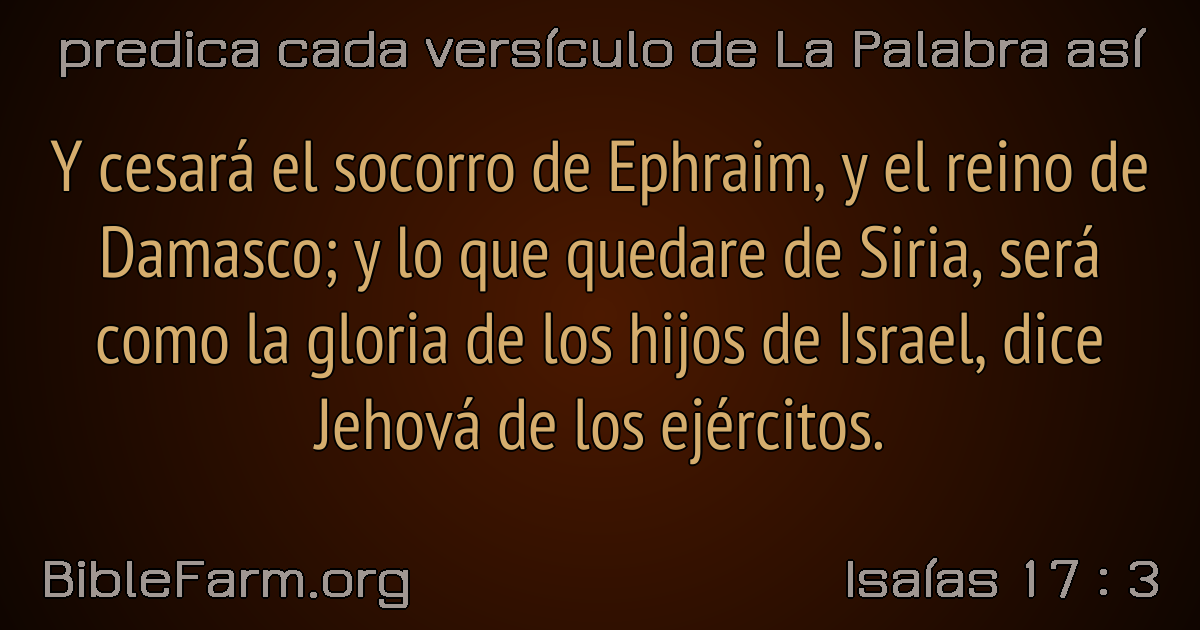 predica cada versículo de La Palabra así
Y cesará el socorro de Ephraim, y el reino de
Damasco; y lo que quedare de Siria, será
como la gloria de los hijos de Israel, dice
Jehová de los ejércitos.
BibleFarm.org
Isaías 17 : 3